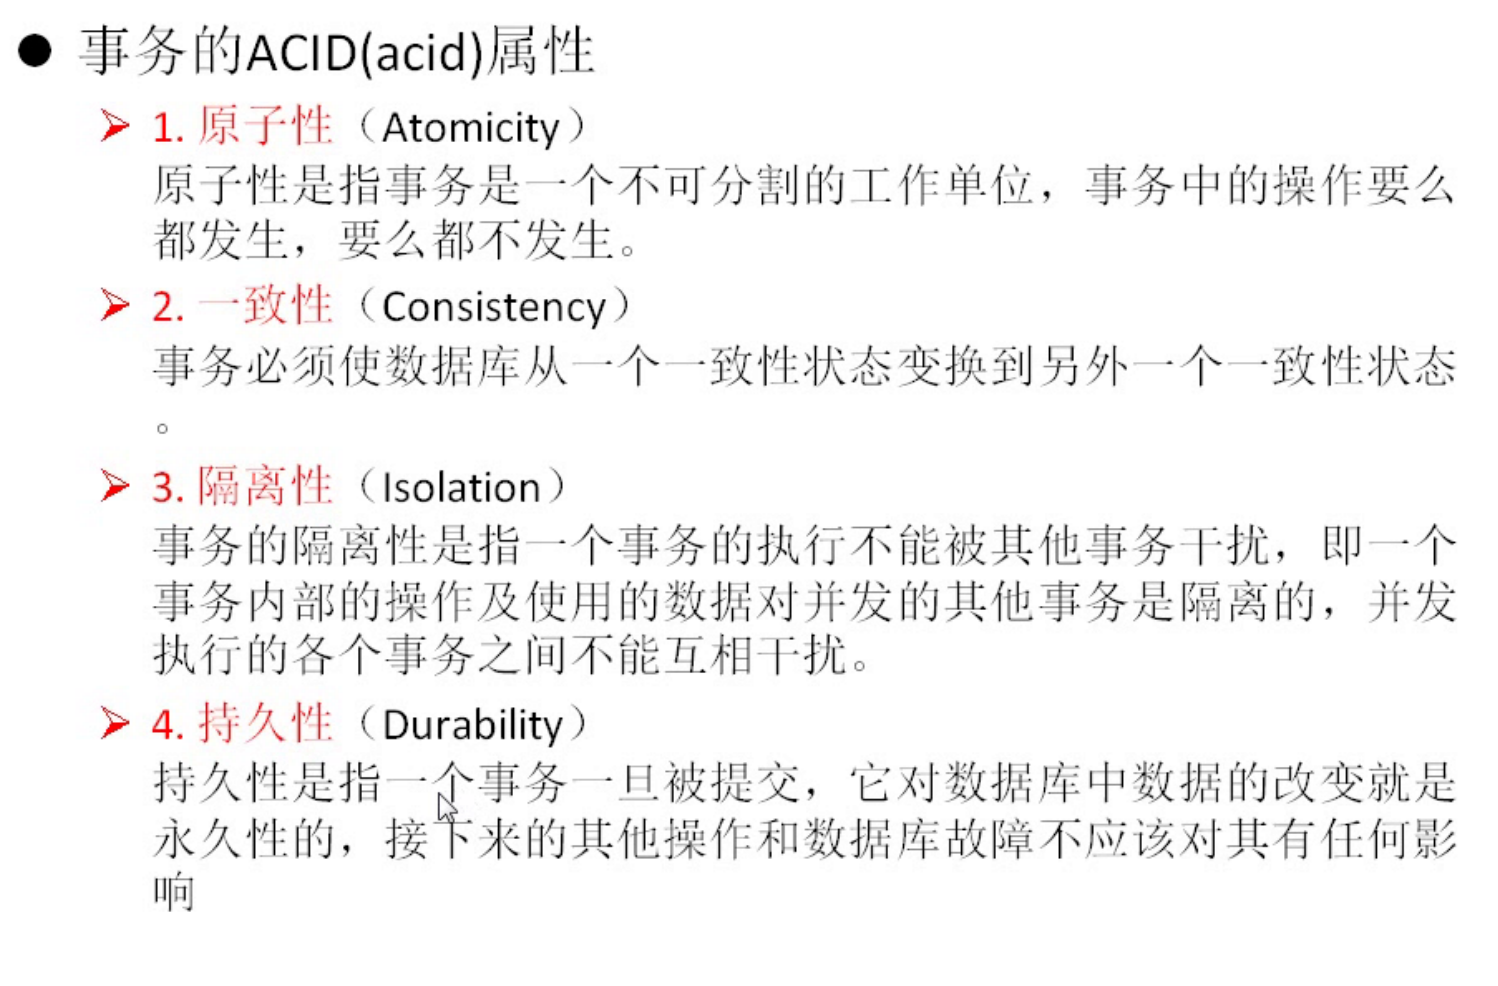 事务的ACID(acid)属性
1. 原子性（Atomicity）
原子性是指事务是一个不可分割的工作单位，事务中的操作要么
都发生，要么都不发生。
2. 一致性（Consistency）
事务必须使数据库从一个一致性状态变换到另外一个一致性状态
。
3. 隔离性（Isolation）
事务的隔离性是指一个事务的执行不能被其他事务干扰，即一个
事务内部的操作及使用的数据对并发的其他事务是隔离的，并发
执行的各个事务之间不能互相干扰。
4. 持久性（Durability）
持久性是指一个事务一旦被提交，它对数据库中数据的改变就是
永久性的，接下来的其他操作和数据库故障不应该对其有任何影
响